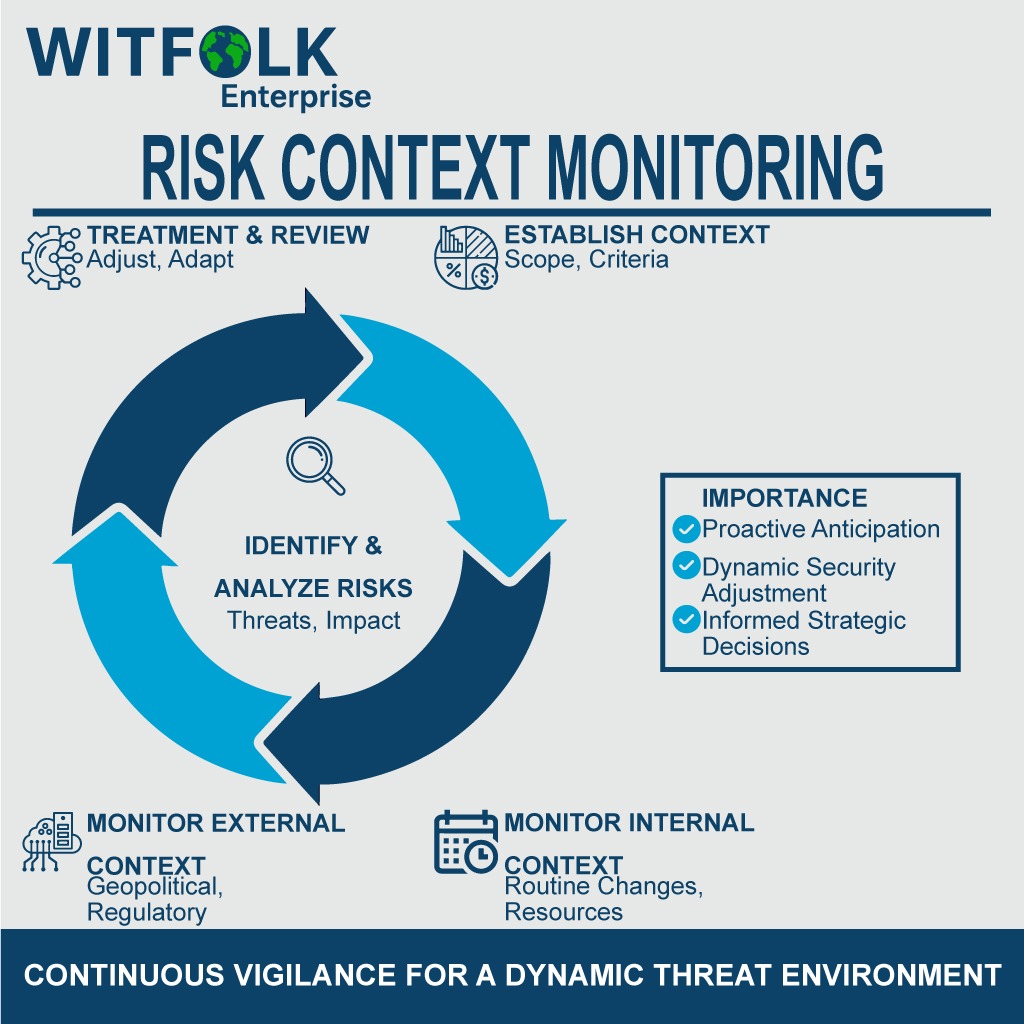 WITFOLK
Enterprise
RISK CONTEXT MONITORING
TREATMENT & REVIEW
Adjust, Adapt
ESTABLISH CONTEXT
Scope, Criteria
%
$
IDENTIFY &
ANALYZE RISKS
Threats, Impact
IMPORTANCE
Proactive Anticipation
Dynamic Security
Adjustment
Informed Strategic
Decisions
MONITOR EXTERNAL
CONTEXT
Geopolitical,
Regulatory
MONITOR INTERNAL
CONTEXT
Routine Changes,
Resources
CONTINUOUS VIGILANCE FOR A DYNAMIC THREAT ENVIRONMENT